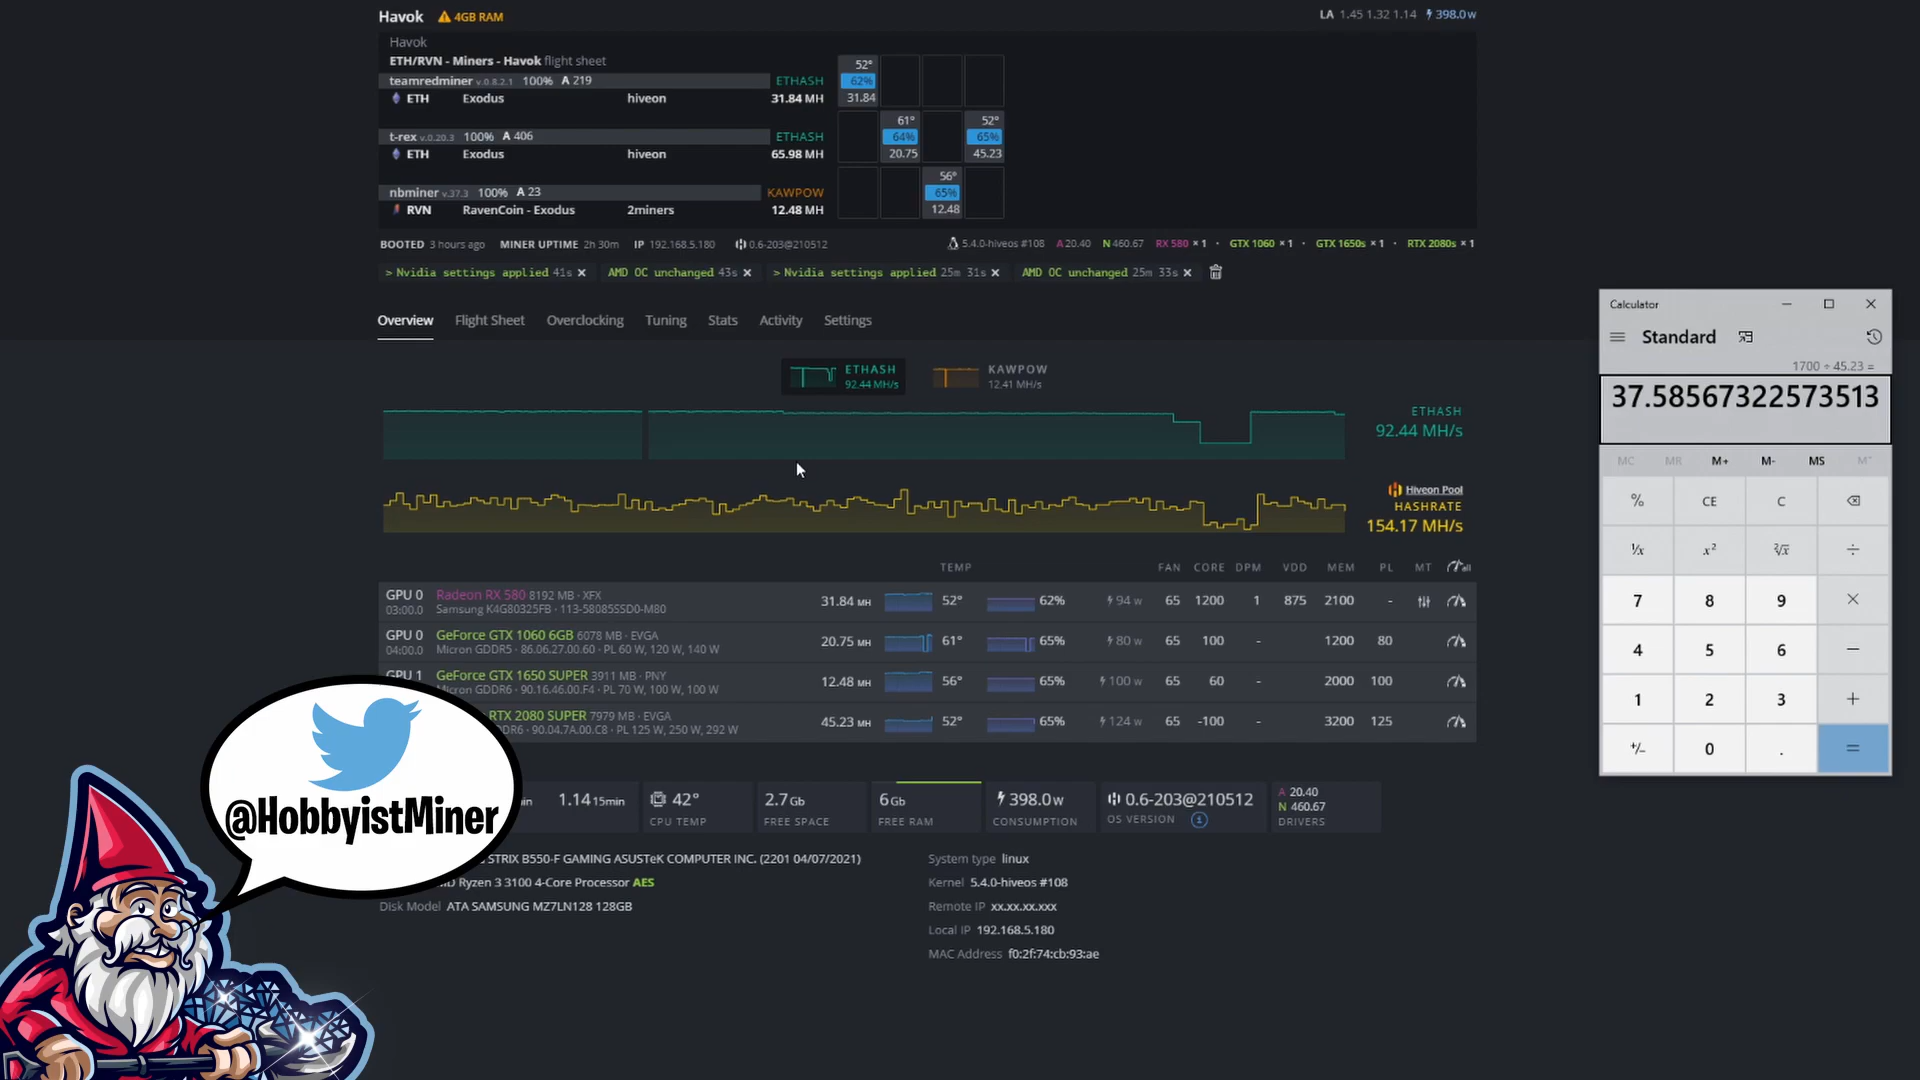 Havok 4GB RAM LA 1.45 1.32 1.14 398.0 w
Havok
ETH/RVN - Miners - Havok flight sheet
teamredminer v.0.8.2.1 100% A 219 ETHASH
ETH Exodus hiveon 31.84 MH
52°
62%
31.84
t-rex v.0.20.3 100% A 406 ETHASH
ETH Exodus hiveon 65.98 MH
61° 52°
64% 65%
20.75 45.23
nbminer v.37.3 100% A 23 KAWPOW
RVN RavenCoin - Exodus 2miners 12.48 MH
56°
65%
12.48
BOOTED 3 hours ago MINER UPTIME 2h 30m IP 192.168.5.180 0.6-203@210512 5.4.0-hiveos #108 A 20.40 N 460.67 RX 580 × 1 · GTX 1060 × 1 · GTX 1650s × 1 · RTX 2080s × 1
> Nvidia settings applied 41s × AMD OC unchanged 43s × > Nvidia settings applied 25m 31s × AMD OC unchanged 25m 33s ×
Overview Flight Sheet Overclocking Tuning Stats Activity Settings
ETHASH
92.44 MH/s
KAWPOW
12.41 MH/s
ETHASH
92.44 MH/s
Hiveon Pool
HASHRATE
154.17 MH/s
TEMP FAN CORE DPM VDD MEM PL MT
GPU 0 Radeon RX 580 8192 MB · XFX 31.84 MH 52° 62% 94 w 65 1200 1 875 2100 -
03:00.0 Samsung K4G80325FB · 113-58085SSD0-M80
GPU 0 GeForce GTX 1060 6GB 6078 MB · EVGA 20.75 MH 61° 65% 80 w 65 100 - 1200 80
04:00.0 Micron GDDR5 · 86.06.27.00.60 · PL 60 W, 120 W, 140 W
GPU 1 GeForce GTX 1650 SUPER 3911 MB · PNY 12.48 MH 56° 65% 100 w 65 60 - 2000 100
Micron GDDR6 · 90.16.46.00.F4 · PL 70 W, 100 W, 100 W
RTX 2080 SUPER 7979 MB · EVGA 45.23 MH 52° 65% 124 w 65 -100 - 3200 125
DDR6 · 90.04.7A.00.C8 · PL 125 W, 250 W, 292 W
1.14 15min 42° 2.7 Gb 6 Gb 398.0 w 0.6-203@210512 A 20.40
N 460.67
CPU TEMP FREE SPACE FREE RAM CONSUMPTION OS VERSION DRIVERS
STRIX B550-F GAMING ASUSTeK COMPUTER INC. (2201 04/07/2021)
D Ryzen 3 3100 4-Core Processor AES
Disk Model ATA SAMSUNG MZ7LN128 128GB
System type linux
Kernel 5.4.0-hiveos #108
Remote IP xx.xx.xx.xxx
Local IP 192.168.5.180
MAC Address f0:2f:74:cb:93:ae
@HobbyistMiner
Calculator
Standard
1700 ÷ 45.23 =
37.58567322573513
MC MR M+ M- MS M˅
% CE C
¹/x x² ²√x ÷
7 8 9 ×
4 5 6 −
1 2 3 +
+/- 0 . =